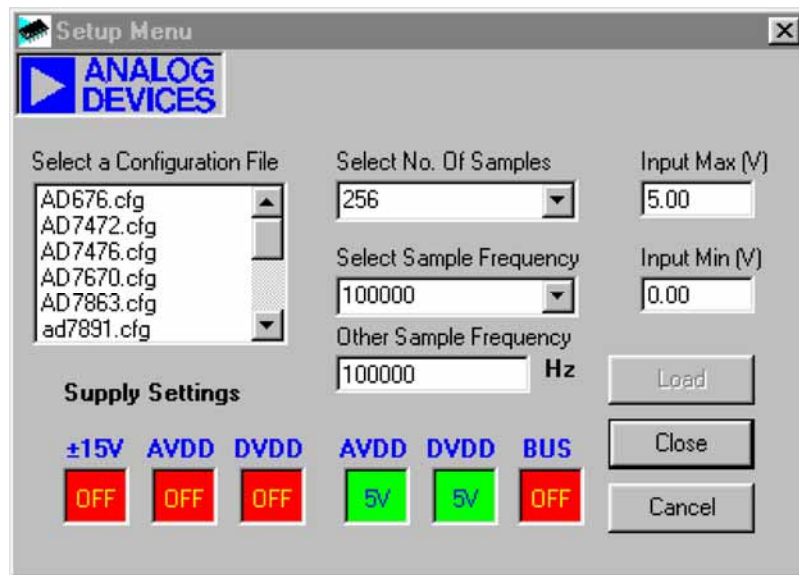 Setup Menu
ANALOG
DEVICES
Select a Configuration File
AD676.cfg
AD7472.cfg
AD7476.cfg
AD7670.cfg
AD7863.cfg
ad7891.cfg
Select No. Of Samples
256
Select Sample Frequency
100000
Other Sample Frequency
100000 Hz
Input Max (V)
5.00
Input Min (V)
0.00
Load
Close
Cancel
Supply Settings
±15V AVDD DVDD AVDD DVDD BUS
OFF OFF OFF 5V 5V OFF